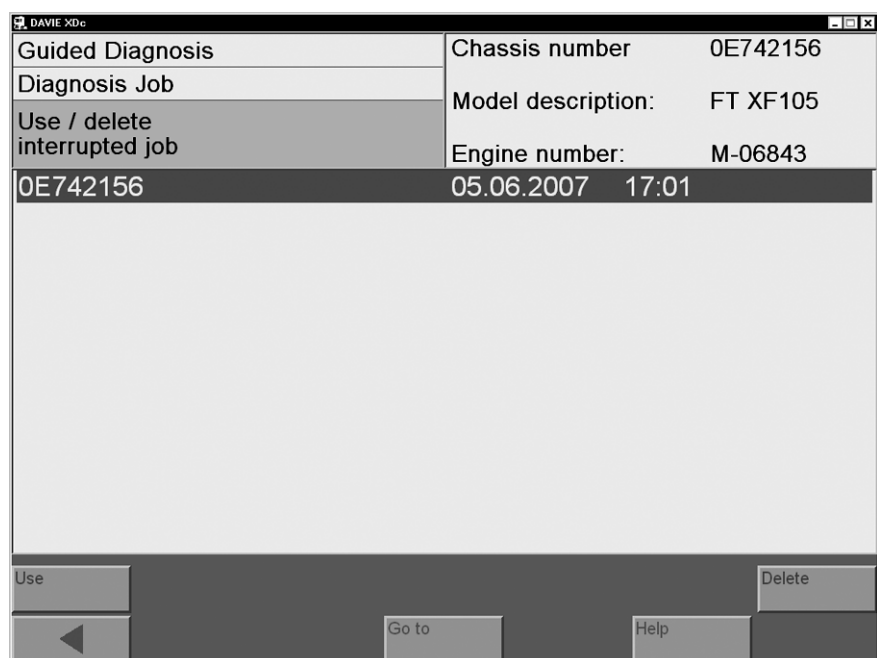 DAVIE XDc
Guided Diagnosis
Diagnosis Job
Use / delete
interrupted job
Chassis number 0E742156
Model description: FT XF105
Engine number: M-06843
0E742156 05.06.2007 17:01
Use
Delete
Go to
Help